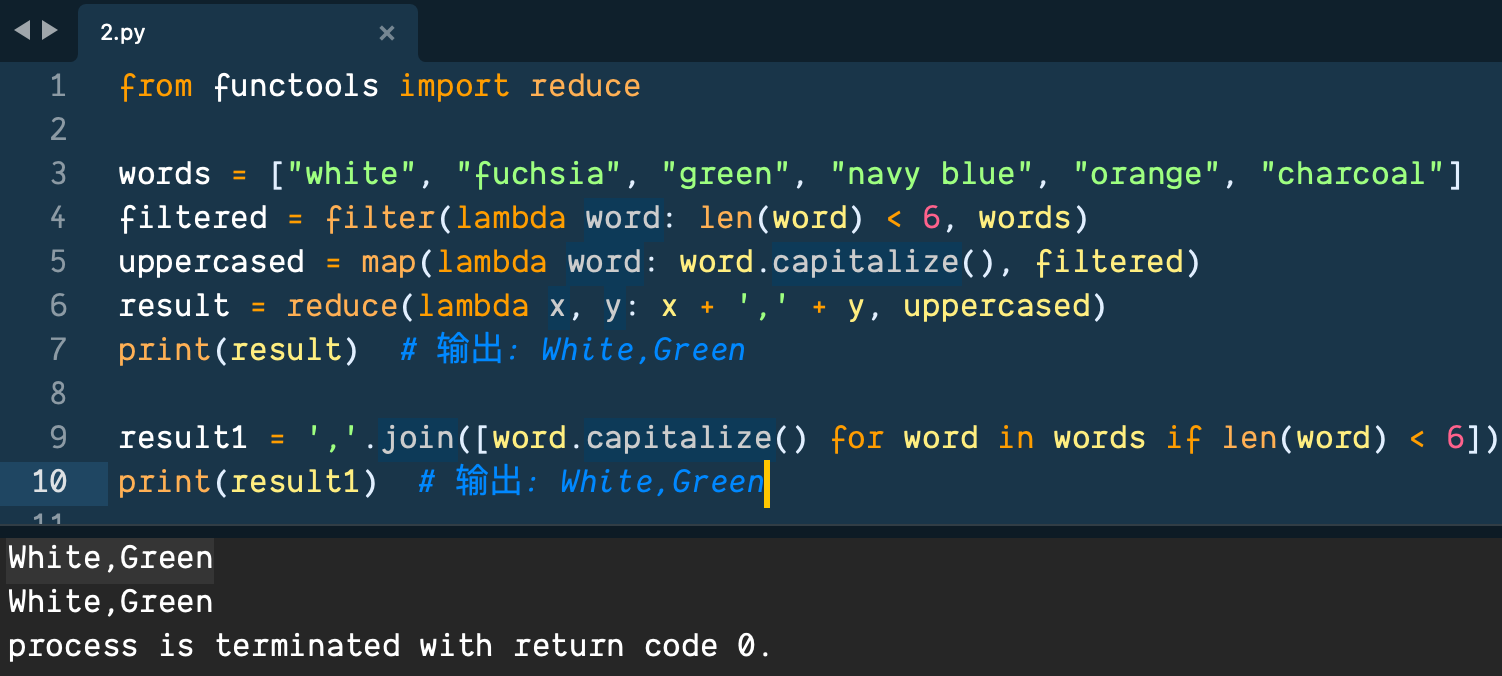 2.py
1 from functools import reduce
2
3 words = ["white", "fuchsia", "green", "navy blue", "orange", "charcoal"]
4 filtered = filter(lambda word: len(word) < 6, words)
5 uppercased = map(lambda word: word.capitalize(), filtered)
6 result = reduce(lambda x, y: x + ',' + y, uppercased)
7 print(result)  # 输出: White,Green
8
9 result1 = ','.join([word.capitalize() for word in words if len(word) < 6])
10 print(result1)  # 输出: White,Green
11
White,Green
White,Green
process is terminated with return code 0.